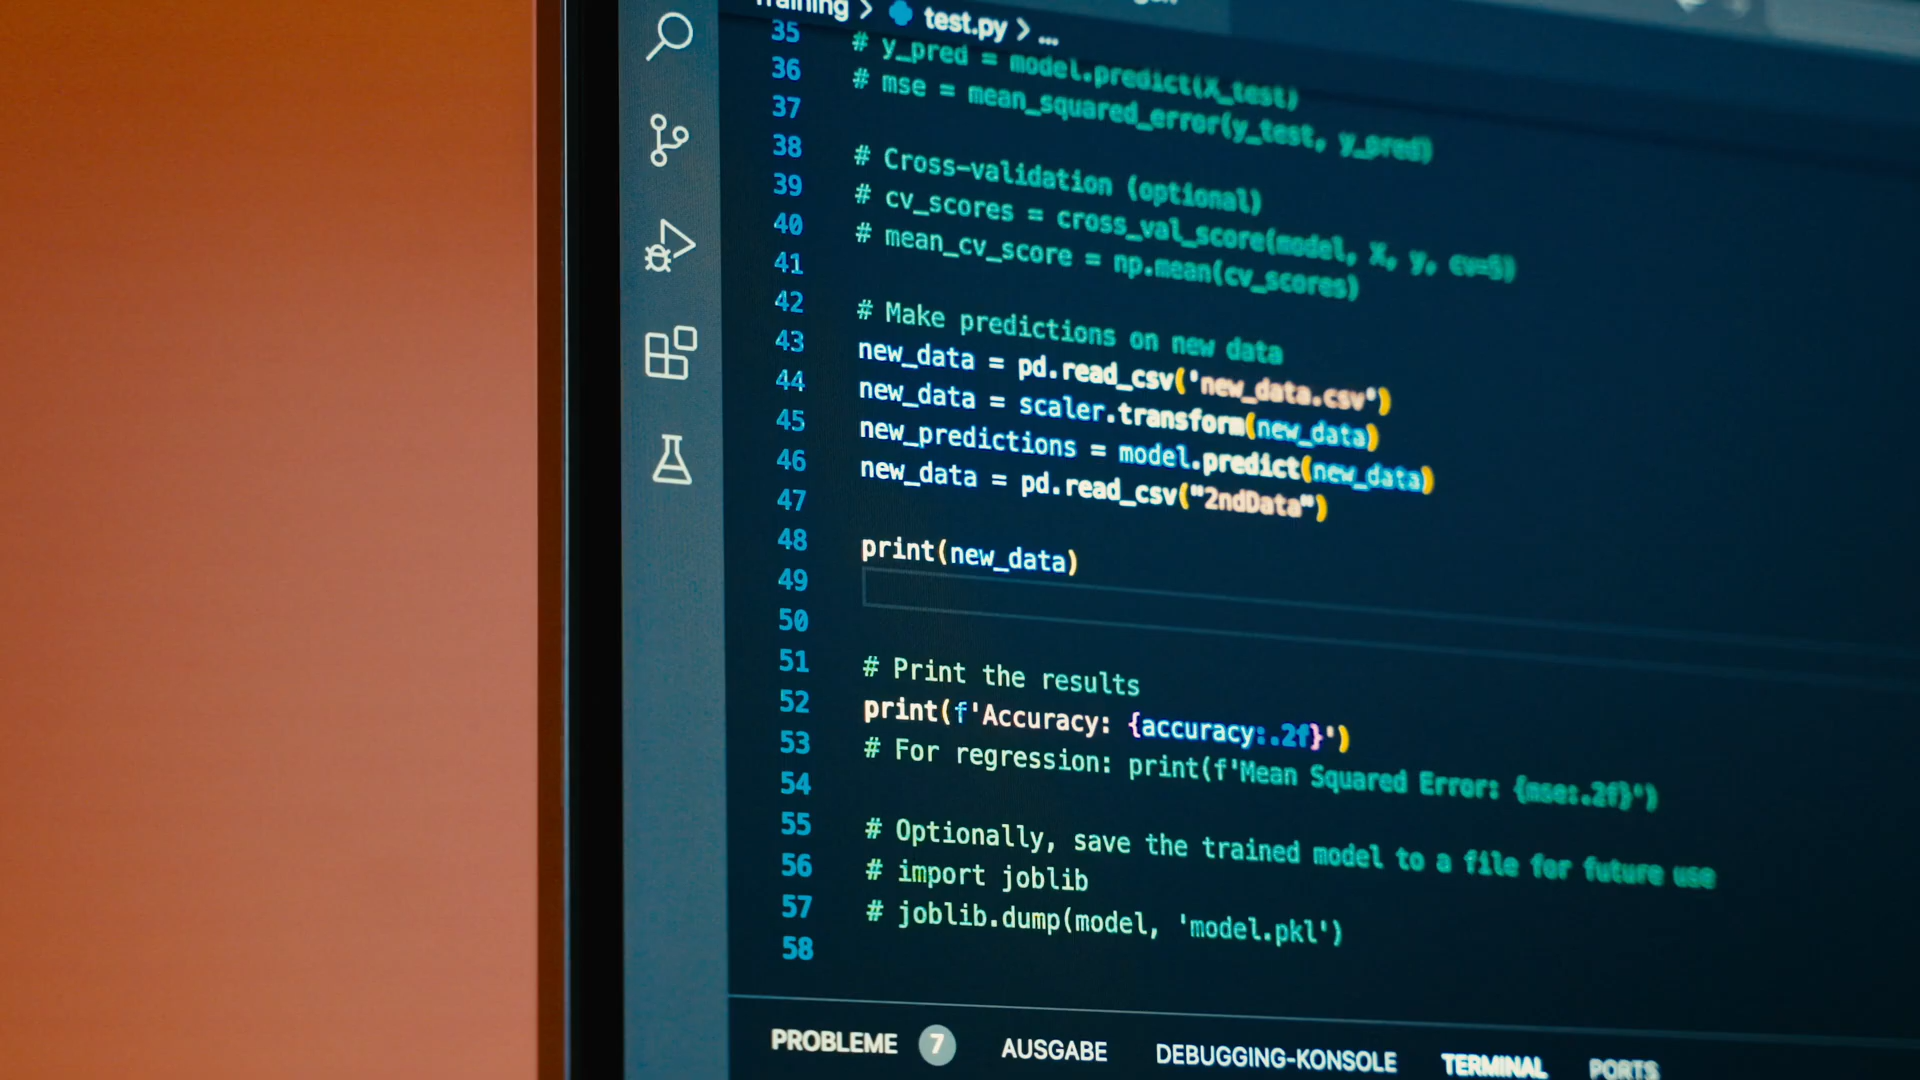 Training > test.py > ...
35 # y_pred = model.predict(X_test)
36 # mse = mean_squared_error(y_test, y_pred)
37
38 # Cross-validation (optional)
39 # cv_scores = cross_val_score(model, X, y, cv=5)
40 # mean_cv_score = np.mean(cv_scores)
41
42 # Make predictions on new data
43 new_data = pd.read_csv('new_data.csv')
44 new_data = scaler.transform(new_data)
45 new_predictions = model.predict(new_data)
46 new_data = pd.read_csv("2ndData")
47
48 print(new_data)
49
50
51 # Print the results
52 print(f'Accuracy: {accuracy:.2f}')
53 # For regression: print(f'Mean Squared Error: {mse:.2f}')
54
55 # Optionally, save the trained model to a file for future use
56 # import joblib
57 # joblib.dump(model, 'model.pkl')
58
PROBLEME 7 AUSGABE DEBUGGING-KONSOLE TERMINAL PORTS